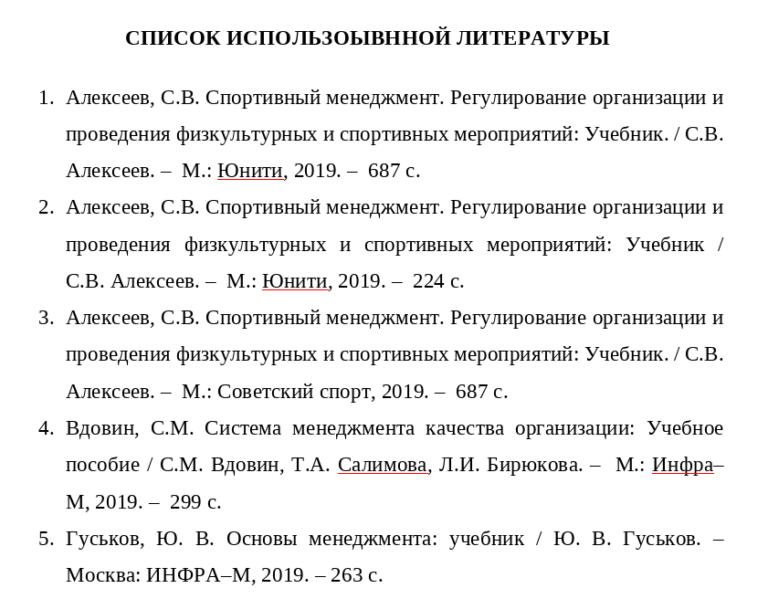 СПИСОК ИСПОЛЬЗОЫВННОЙ ЛИТЕРАТУРЫ
1. Алексеев, С.В. Спортивный менеджмент. Регулирование организации и
проведения физкультурных и спортивных мероприятий: Учебник. / С.В.
Алексеев. – М.: Юнити, 2019. – 687 с.
2. Алексеев, С.В. Спортивный менеджмент. Регулирование организации и
проведения физкультурных и спортивных мероприятий: Учебник /
С.В. Алексеев. – М.: Юнити, 2019. – 224 с.
3. Алексеев, С.В. Спортивный менеджмент. Регулирование организации и
проведения физкультурных и спортивных мероприятий: Учебник. / С.В.
Алексеев. – М.: Советский спорт, 2019. – 687 с.
4. Вдовин, С.М. Система менеджмента качества организации: Учебное
пособие / С.М. Вдовин, Т.А. Салимова, Л.И. Бирюкова. – М.: Инфра–
М, 2019. – 299 с.
5. Гуськов, Ю. В. Основы менеджмента: учебник / Ю. В. Гуськов. –
Москва: ИНФРА–М, 2019. – 263 с.